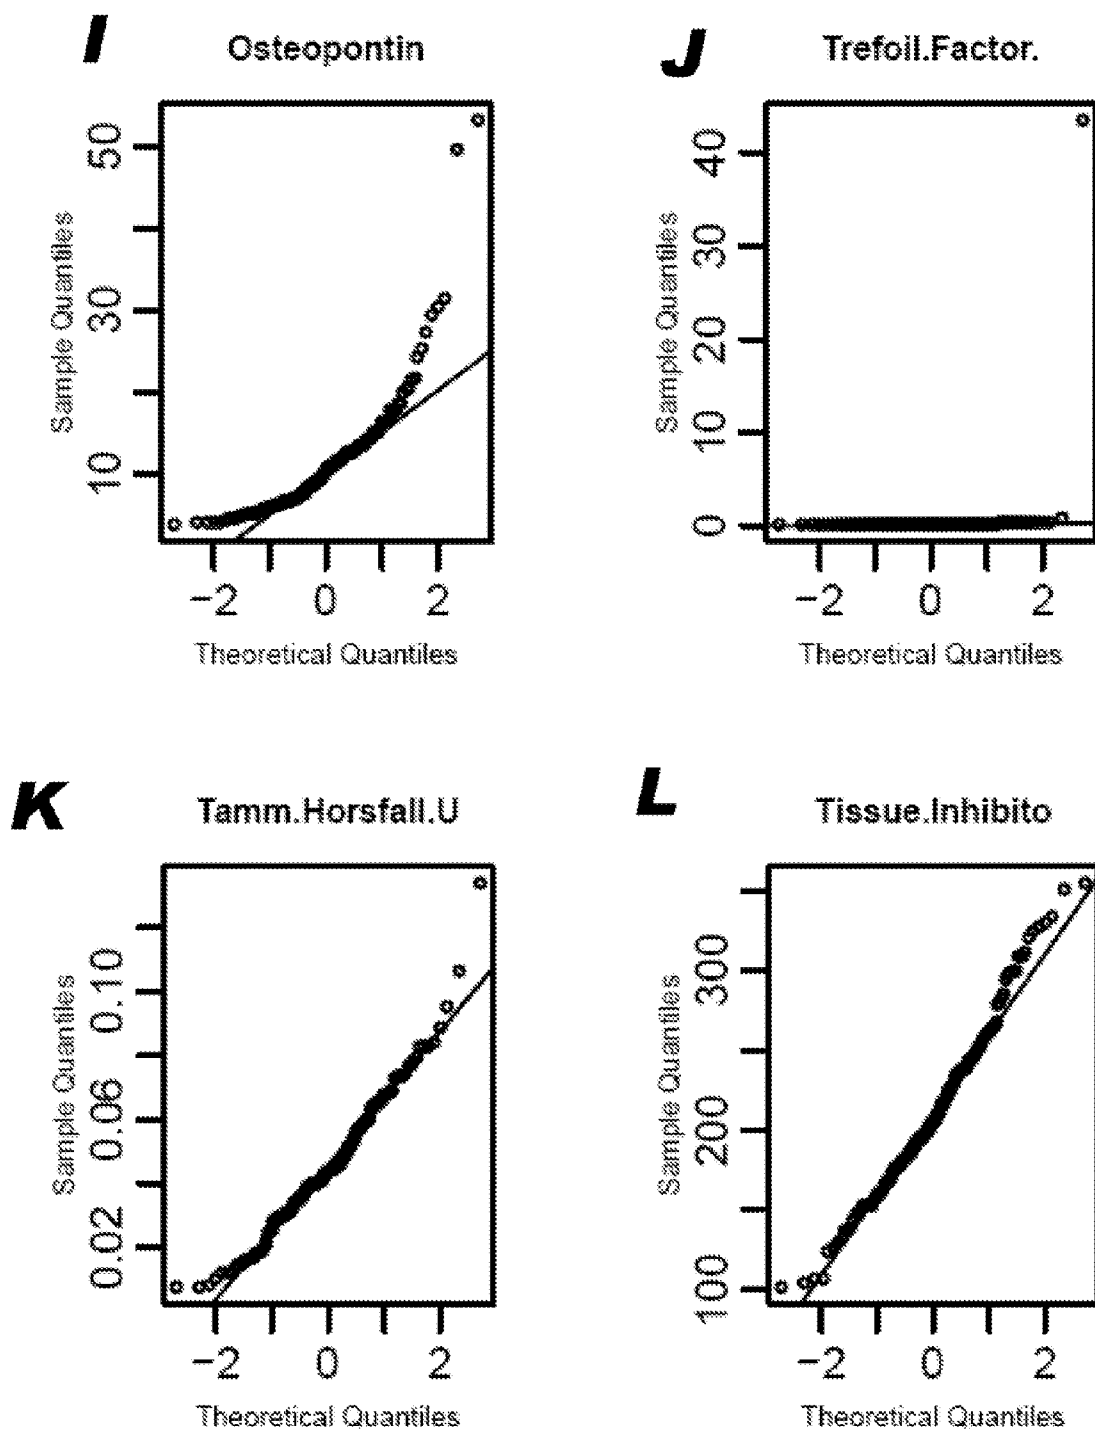 I Osteopontin
Sample Quantiles
50
30
10
−2 0 2
Theoretical Quantiles
J Trefoil.Factor.
Sample Quantiles
40
30
20
10
0
−2 0 2
Theoretical Quantiles
K Tamm.Horsfall.U
Sample Quantiles
0.10
0.06
0.02
−2 0 2
Theoretical Quantiles
L Tissue.Inhibito
Sample Quantiles
300
200
100
−2 0 2
Theoretical Quantiles